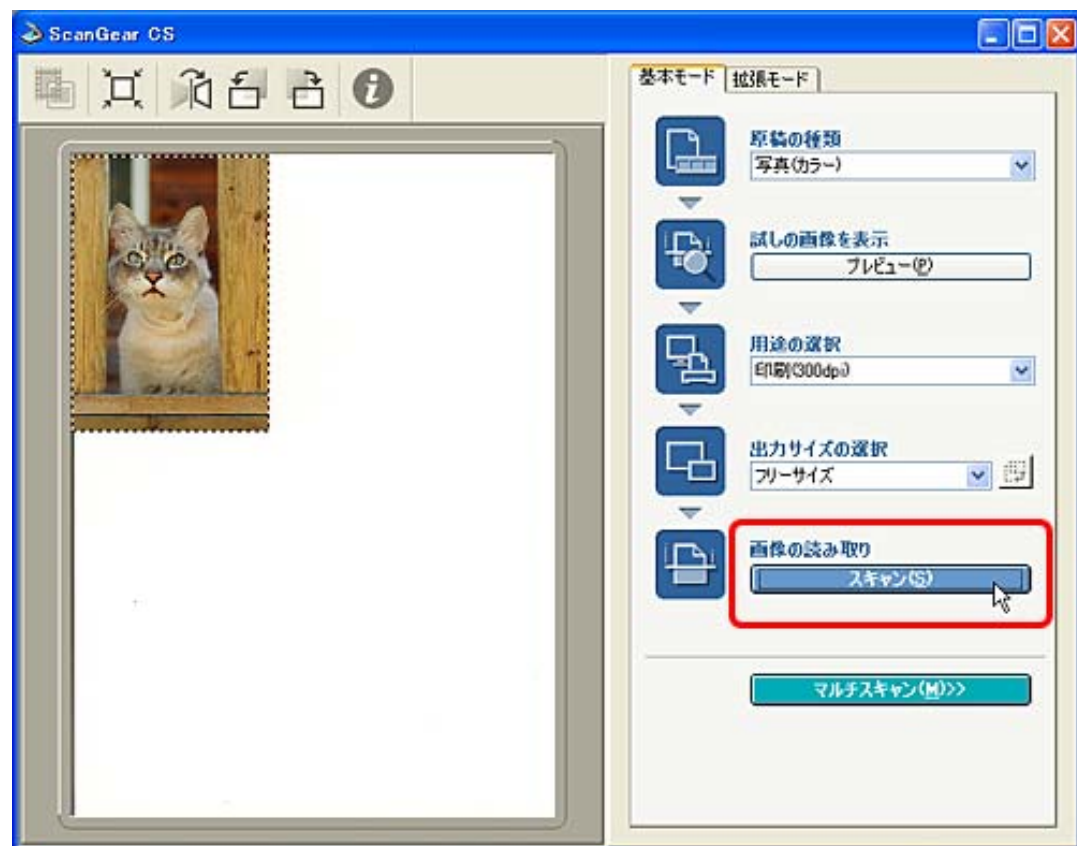 ScanGear CS
基本モード
拡張モード
原稿の種類
写真(カラー)
試しの画像を表示
プレビュー(P)
用途の選択
印刷(300dpi)
出力サイズの選択
フリーサイズ
画像の読み取り
スキャン(S)
マルチスキャン(M)>>